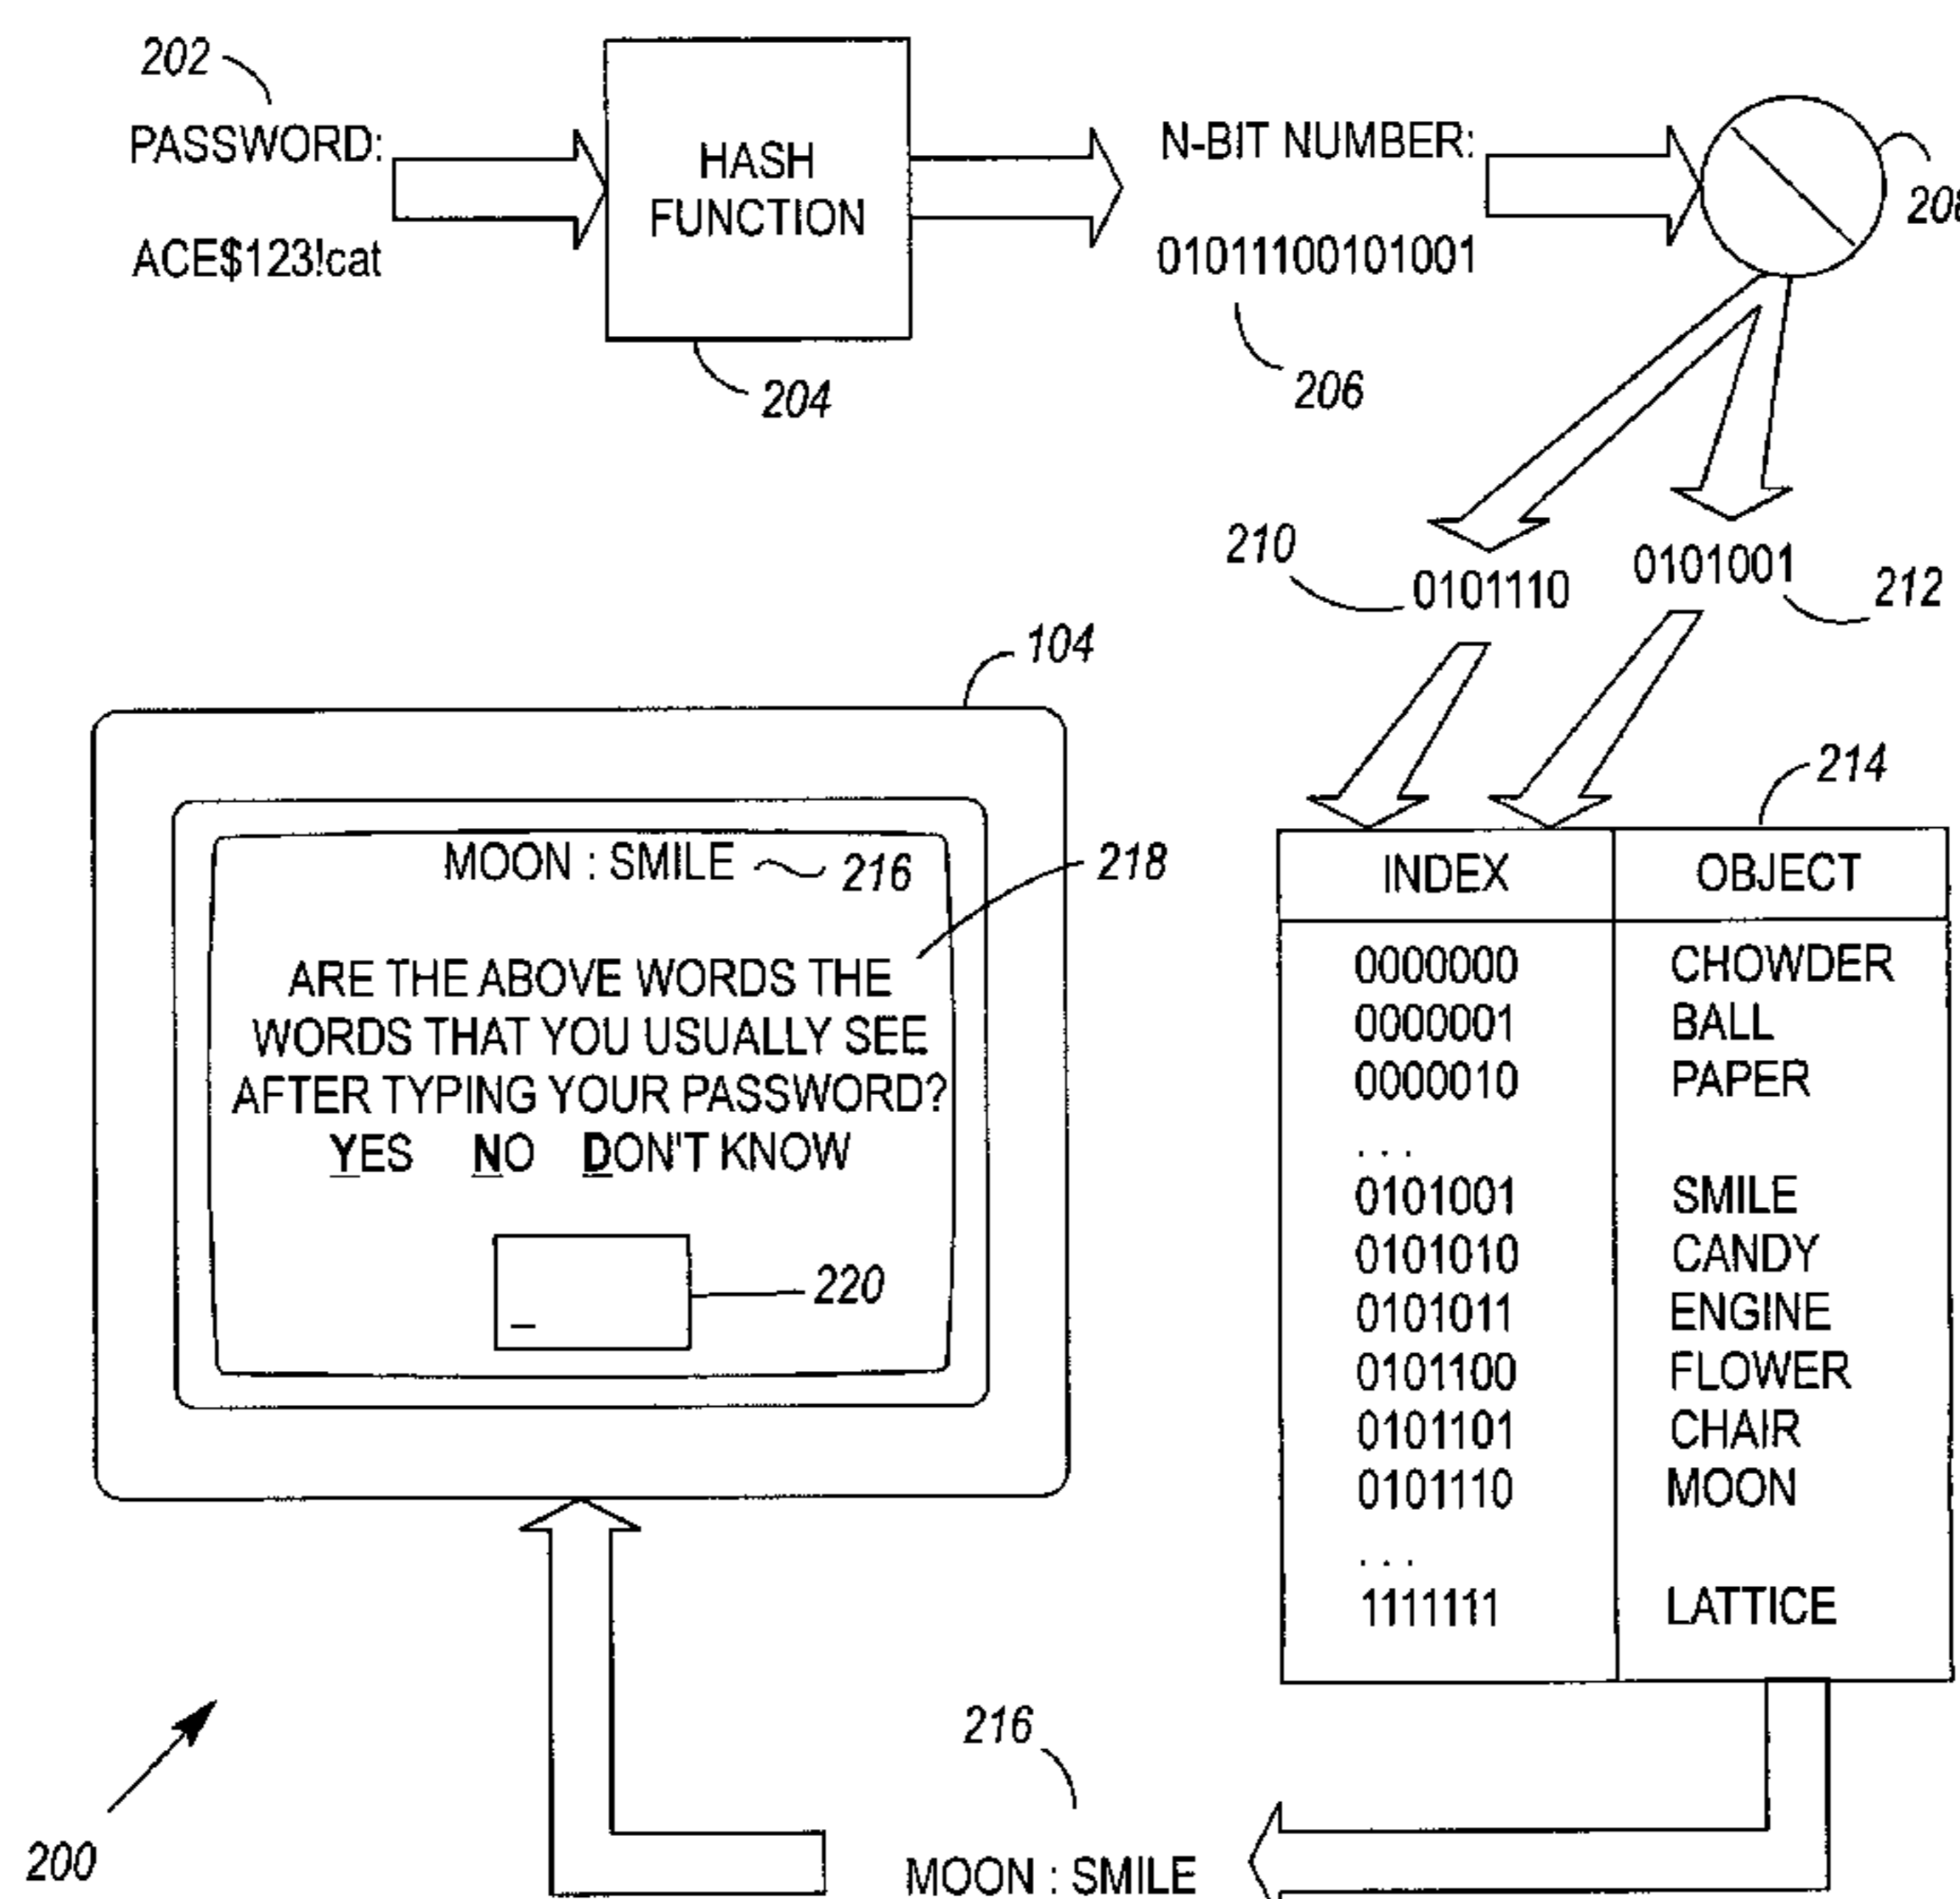 202
PASSWORD:
ACE$123!cat
HASH
FUNCTION
204
N-BIT NUMBER:
01011100101001
206
208
210
0101110
0101001
212
104
MOON : SMILE
216
218
ARE THE ABOVE WORDS THE
WORDS THAT YOU USUALLY SEE
AFTER TYPING YOUR PASSWORD?
YES NO DON'T KNOW
220
214
INDEX OBJECT
0000000 CHOWDER
0000001 BALL
0000010 PAPER
. . .
0101001 SMILE
0101010 CANDY
0101011 ENGINE
0101100 FLOWER
0101101 CHAIR
0101110 MOON
. . .
1111111 LATTICE
216
MOON : SMILE
200